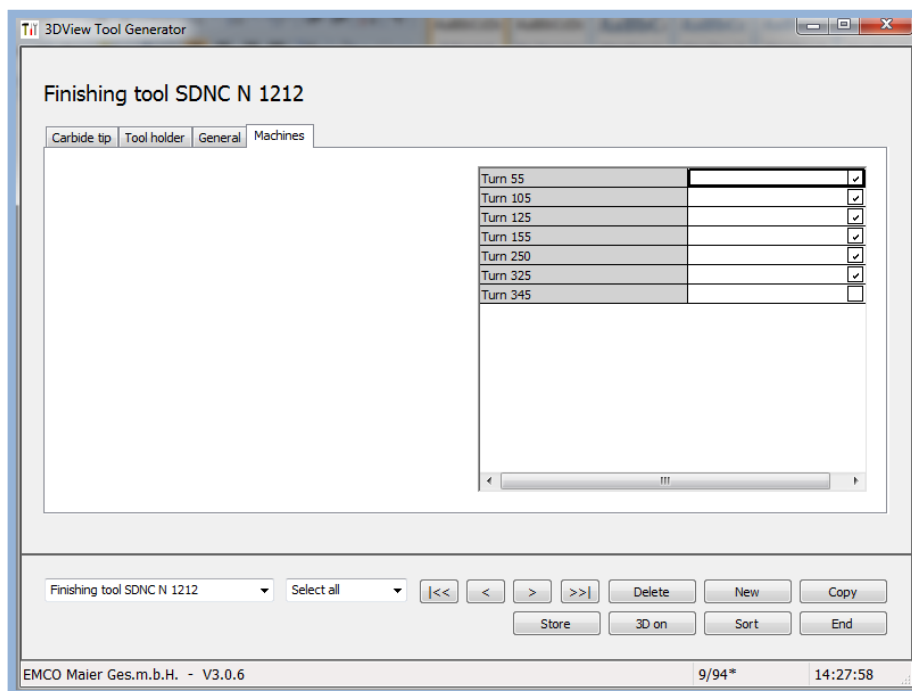 3DView Tool Generator
Finishing tool SDNC N 1212
Carbide tip Tool holder General Machines
Turn 55
Turn 105
Turn 125
Turn 155
Turn 250
Turn 325
Turn 345
Finishing tool SDNC N 1212 Select all |<< < > >>| Delete New Copy
Store 3D on Sort End
EMCO Maier Ges.m.b.H. - V3.0.6 9/94* 14:27:58